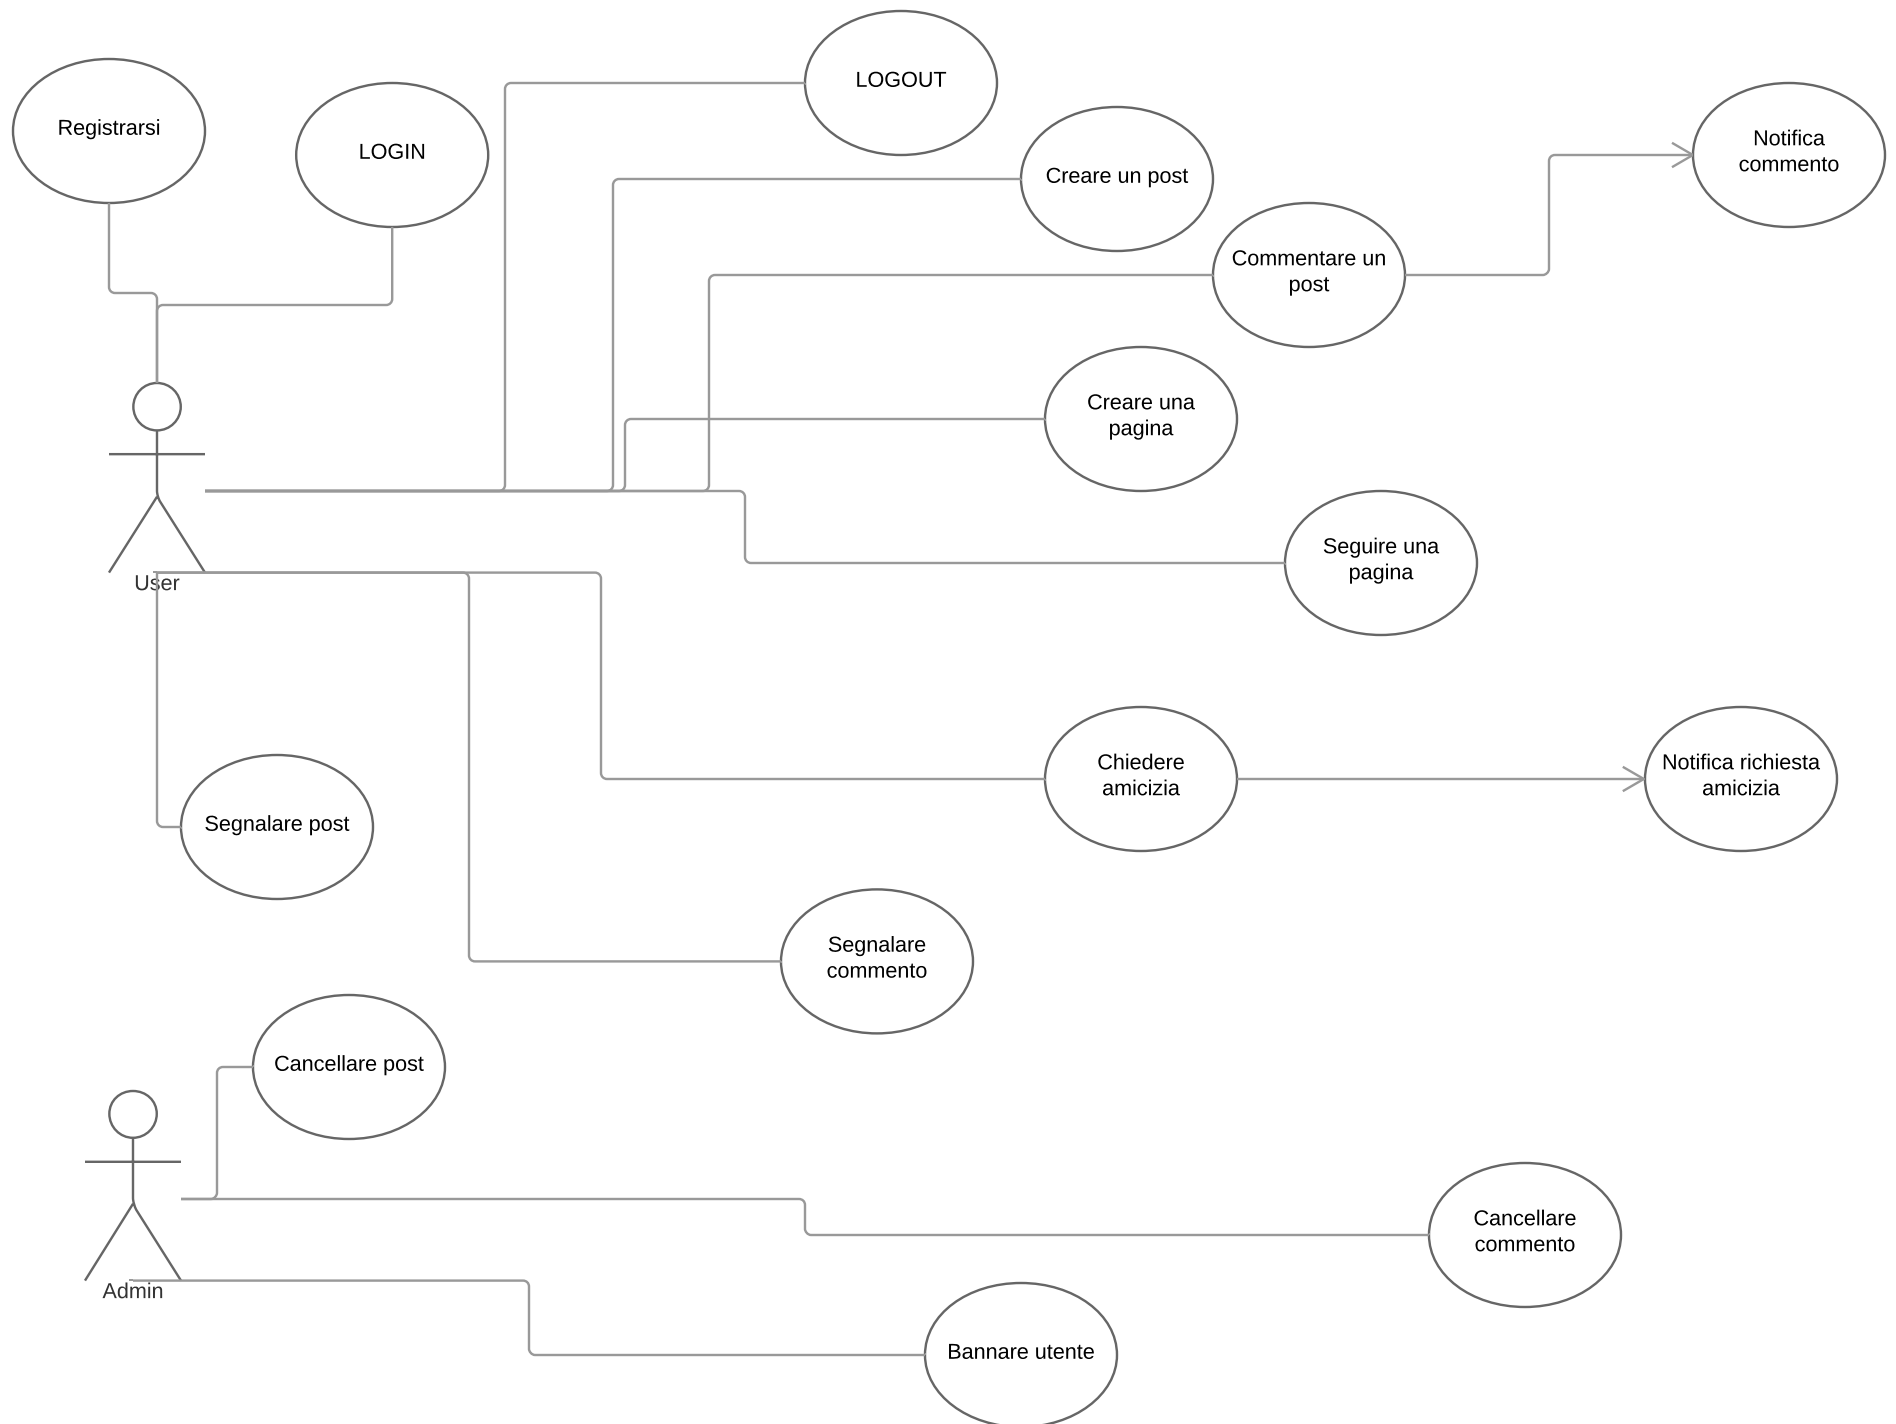 LOGOUT
Registrarsi
LOGIN
Creare un post
Notifica
commento
Commentare un
post
Creare una
pagina
Seguire una
pagina
User
Chiedere
amicizia
Notifica richiesta
amicizia
Segnalare post
Segnalare
commento
Cancellare post
Cancellare
commento
Admin
Bannare utente